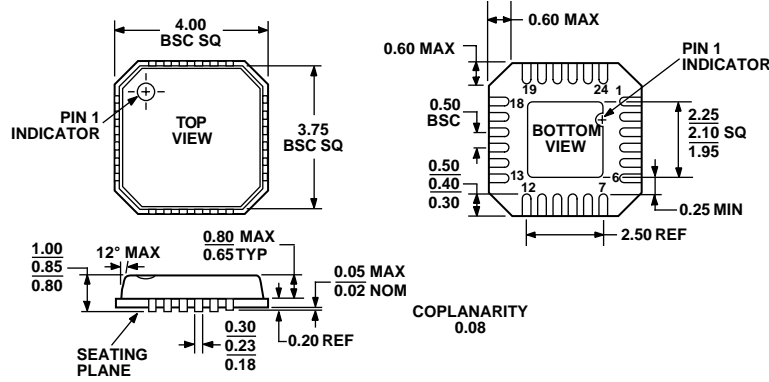 4.00
BSC SQ
PIN 1
INDICATOR
TOP
VIEW
3.75
BSC SQ
0.60 MAX
0.60 MAX
PIN 1
INDICATOR
19
24
1
18
0.50
BSC
BOTTOM
VIEW
2.25
2.10 SQ
1.95
13
6
12
7
0.50
0.40
0.30
0.25 MIN
2.50 REF
1.00
0.85
0.80
12° MAX
0.80 MAX
0.65 TYP
0.05 MAX
0.02 NOM
SEATING
PLANE
0.30
0.23
0.18
0.20 REF
COPLANARITY
0.08